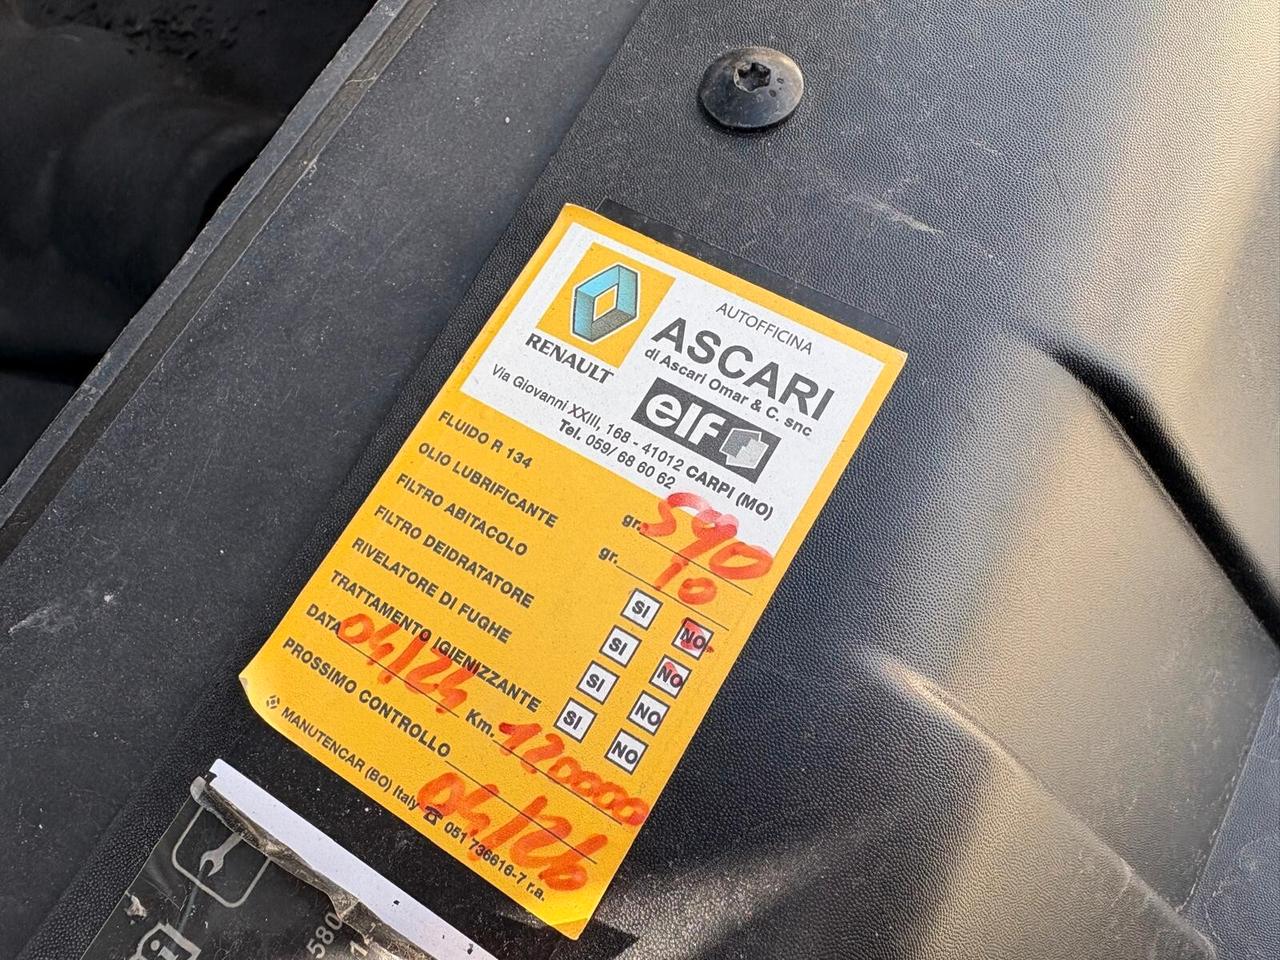 AUTOFFICINA
ASCARI
di Ascari Omar & C. snc
RENAULT
elf
Via Giovanni XXIII, 168 - 41012 CARPI (MO)
Tel. 059/ 68 60 62
FLUIDO R 134 gr. 590
OLIO LUBRIFICANTE gr. 10
FILTRO ABITACOLO SI NO
FILTRO DEIDRATATORE SI NO
RIVELATORE DI FUGHE SI NO
TRATTAMENTO IGIENIZZANTE SI NO
DATA 04/24 Km. 120000
PROSSIMO CONTROLLO 04/26
MANUTENCAR (BO) Italy ☎ 051 736616-7 r.a.
580